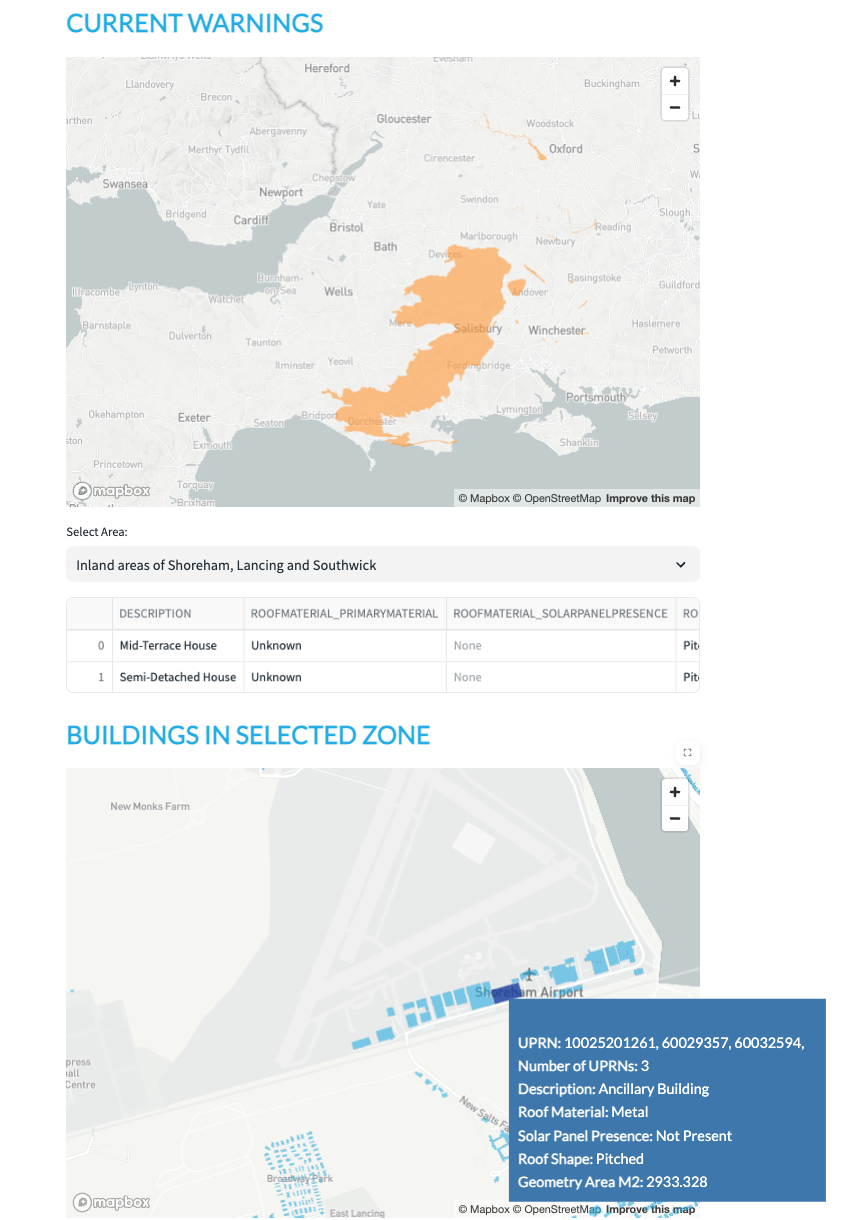 CURRENT WARNINGS
Hereford
Evesham
Buckingham
Llandovery
Brecon
Gloucester
Woodstock
arthen
Abergavenny
Oxford
Merthyr Tydfil
Cirencester
S
Chepstow
Swansea
Newport
Yate
Swindon
W
Bridgend
Cardiff
Bristol
Slough
Reading
Bath
Marlborough
Newbury
Devizes
Burnham-
on-Sea
Basingstoke
Guildford
Ilfracombe
Lynton
Wells
Andover
Watchet
Barnstaple
Mere
Salisbury
Winchester
Haslemere
Dulverton
Taunton
Petworth
Ilminster
Yeovil
Fordingbridge
Portsmouth
Okehampton
Exeter
Bridport
Dorchester
Lymington
Selsey
Seaton
ston
Exmouth
Shanklin
Princetown
Torquay
Brixham
mapbox
© Mapbox © OpenStreetMap Improve this map
Select Area:
Inland areas of Shoreham, Lancing and Southwick
DESCRIPTION ROOFMATERIAL_PRIMARYMATERIAL ROOFMATERIAL_SOLARPANELPRESENCE RO
0 Mid-Terrace House Unknown None Pit
1 Semi-Detached House Unknown None Pit
BUILDINGS IN SELECTED ZONE
New Monks Farm
Shoreham Airport
press
hall
Centre
New Salts Fa
Broadway Park
East Lancing
UPRN: 10025201261, 60029357, 60032594,
Number of UPRNs: 3
Description: Ancillary Building
Roof Material: Metal
Solar Panel Presence: Not Present
Roof Shape: Pitched
Geometry Area M2: 2933.328
mapbox
© Mapbox © OpenStreetMap Improve this map